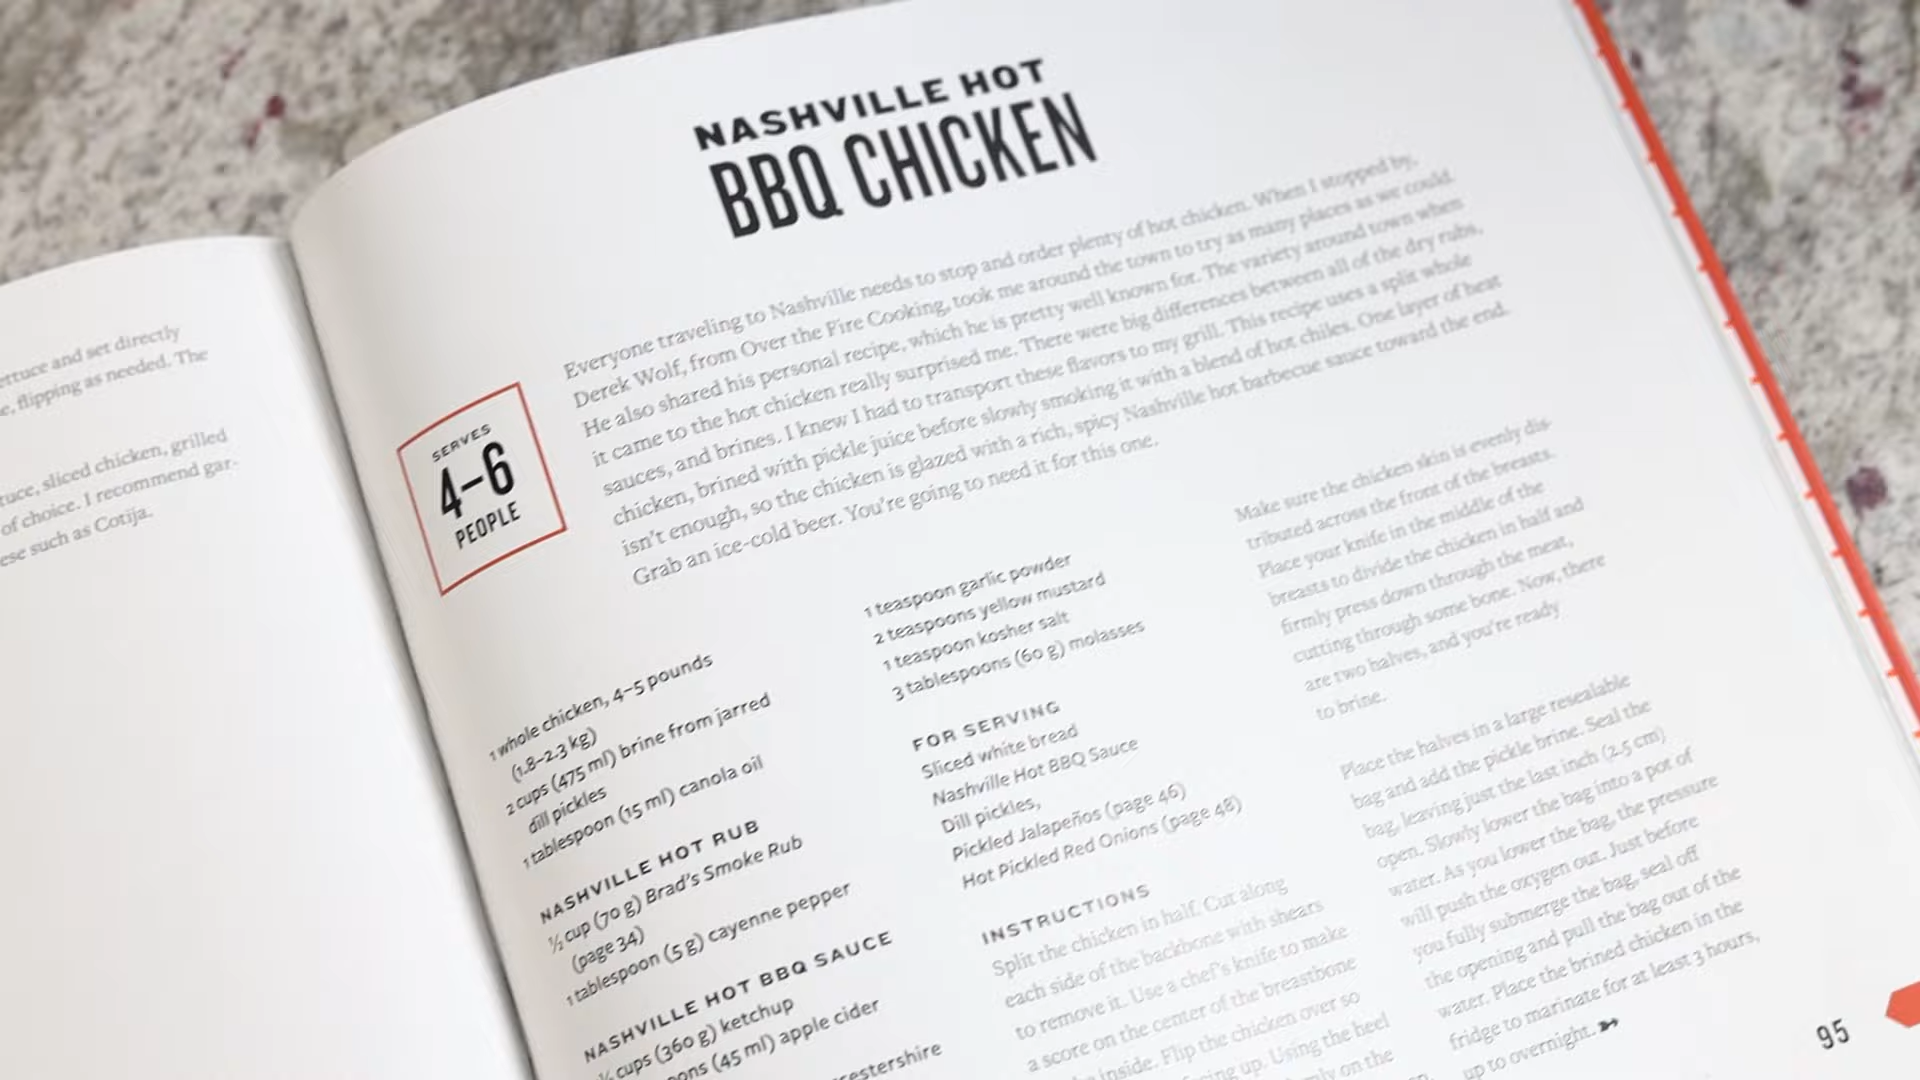 ettuce and set directly
e, flipping as needed. The
tuce, sliced chicken, grilled
of choice. I recommend gar-
ese such as Cotija.
NASHVILLE HOT
BBQ CHICKEN
SERVES
4–6
PEOPLE
Everyone traveling to Nashville needs to stop and order plenty of hot chicken. When I stopped by,
Derek Wolf, from Over the Fire Cooking, took me around the town to try as many places as we could.
He also shared his personal recipe, which he is pretty well known for. The variety around town when
it came to the hot chicken really surprised me. There were big differences between all of the dry rubs,
sauces, and brines. I knew I had to transport these flavors to my grill. This recipe uses a split whole
chicken, brined with pickle juice before slowly smoking it with a blend of hot chiles. One layer of heat
isn't enough, so the chicken is glazed with a rich, spicy Nashville hot barbecue sauce toward the end.
Grab an ice-cold beer. You're going to need it for this one.
1 whole chicken, 4–5 pounds
(1.8–2.3 kg)
2 cups (475 ml) brine from jarred
dill pickles
1 tablespoon (15 ml) canola oil
NASHVILLE HOT RUB
½ cup (70 g) Brad's Smoke Rub
(page 34)
1 tablespoon (5 g) cayenne pepper
NASHVILLE HOT BBQ SAUCE
cups (360 g) ketchup
ons (45 ml) apple cider
cestershire
1 teaspoon garlic powder
2 teaspoons yellow mustard
1 teaspoon kosher salt
3 tablespoons (60 g) molasses
FOR SERVING
Sliced white bread
Nashville Hot BBQ Sauce
Dill pickles,
Pickled Jalapeños (page 46)
Hot Pickled Red Onions (page 48)
INSTRUCTIONS
Split the chicken in half. Cut along
each side of the backbone with shears
to remove it. Use a chef's knife to make
a score on the center of the breastbone
inside. Flip the chicken over so
ing up. Using the heel
mly on the
Make sure the chicken skin is evenly dis-
tributed across the front of the breasts.
Place your knife in the middle of the
breasts to divide the chicken in half and
firmly press down through the meat,
cutting through some bone. Now, there
are two halves, and you're ready
to brine.
Place the halves in a large resealable
bag and add the pickle brine. Seal the
bag, leaving just the last inch (2.5 cm)
open. Slowly lower the bag into a pot of
water. As you lower the bag, the pressure
will push the oxygen out. Just before
you fully submerge the bag, seal off
the opening and pull the bag out of the
water. Place the brined chicken in the
fridge to marinate for at least 3 hours,
up to overnight.
95